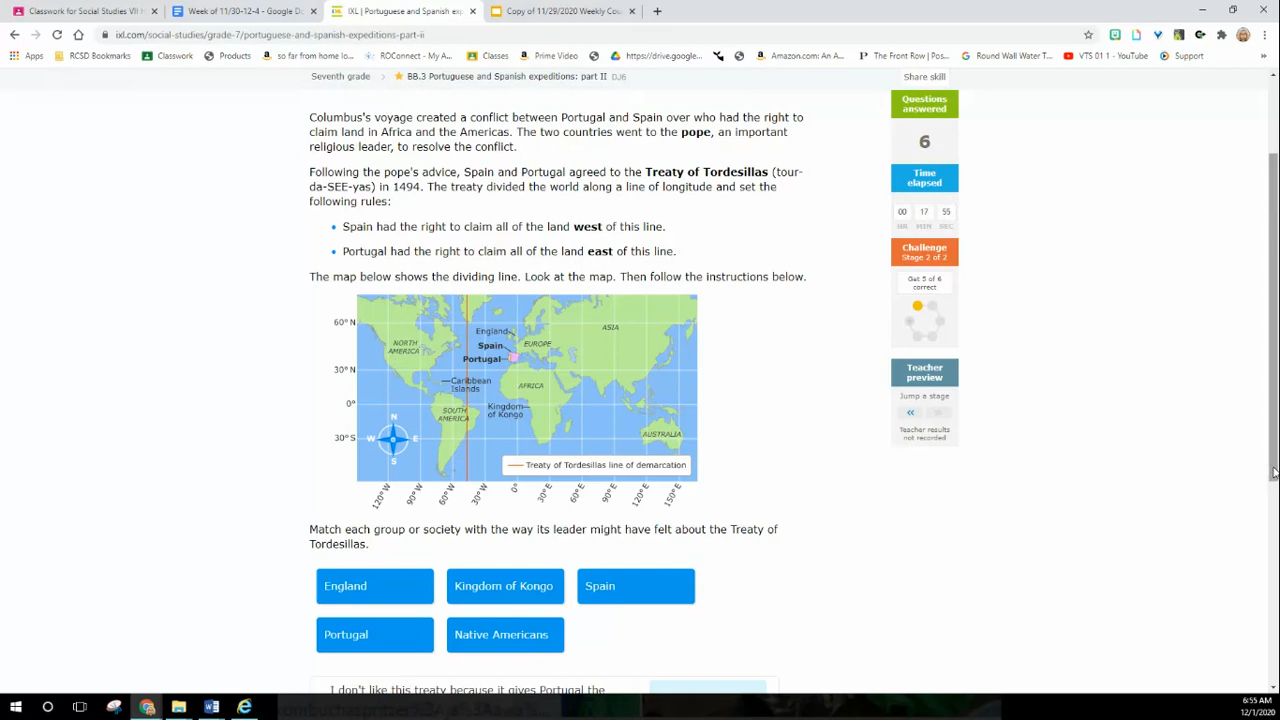 Classwork for Social Studies VII H
Week of 11/30-12-4 - Google Do
IXL | Portuguese and Spanish exp
Copy of 11/29/2020 Weekly Cou
ixl.com/social-studies/grade-7/portuguese-and-spanish-expeditions-part-ii
Apps
RCSD Bookmarks
Classwork
Products
so far from home lo...
ROConnect - My L...
Classes
Prime Video
https://drive.google...
Amazon.com: An A...
The Front Row | Pos...
Round Wall Water T...
VTS 01 1 - YouTube
Support
Seventh grade
BB.3 Portuguese and Spanish expeditions: part II
DJ6
Share skill
Columbus's voyage created a conflict between Portugal and Spain over who had the right to
claim land in Africa and the Americas. The two countries went to the pope, an important
religious leader, to resolve the conflict.
Following the pope's advice, Spain and Portugal agreed to the Treaty of Tordesillas (tour-
da-SEE-yas) in 1494. The treaty divided the world along a line of longitude and set the
following rules:
• Spain had the right to claim all of the land west of this line.
• Portugal had the right to claim all of the land east of this line.
The map below shows the dividing line. Look at the map. Then follow the instructions below.
60° N
30° N
0°
30° S
NORTH
AMERICA
England
Spain
Portugal
EUROPE
ASIA
Caribbean
Islands
AFRICA
SOUTH
AMERICA
Kingdom
of Kongo
AUSTRALIA
N
W
E
S
Treaty of Tordesillas line of demarcation
120° W
90° W
60° W
30° W
0°
30° E
60° E
90° E
120° E
150° E
Match each group or society with the way its leader might have felt about the Treaty of
Tordesillas.
England
Kingdom of Kongo
Spain
Portugal
Native Americans
I don't like this treaty because it gives Portugal the
Questions
answered
6
Time
elapsed
00
17
55
HR
MIN
SEC
Challenge
Stage 2 of 2
Get 5 of 6
correct
Teacher
preview
Jump a stage
Teacher results
not recorded
6:55 AM
12/1/2020